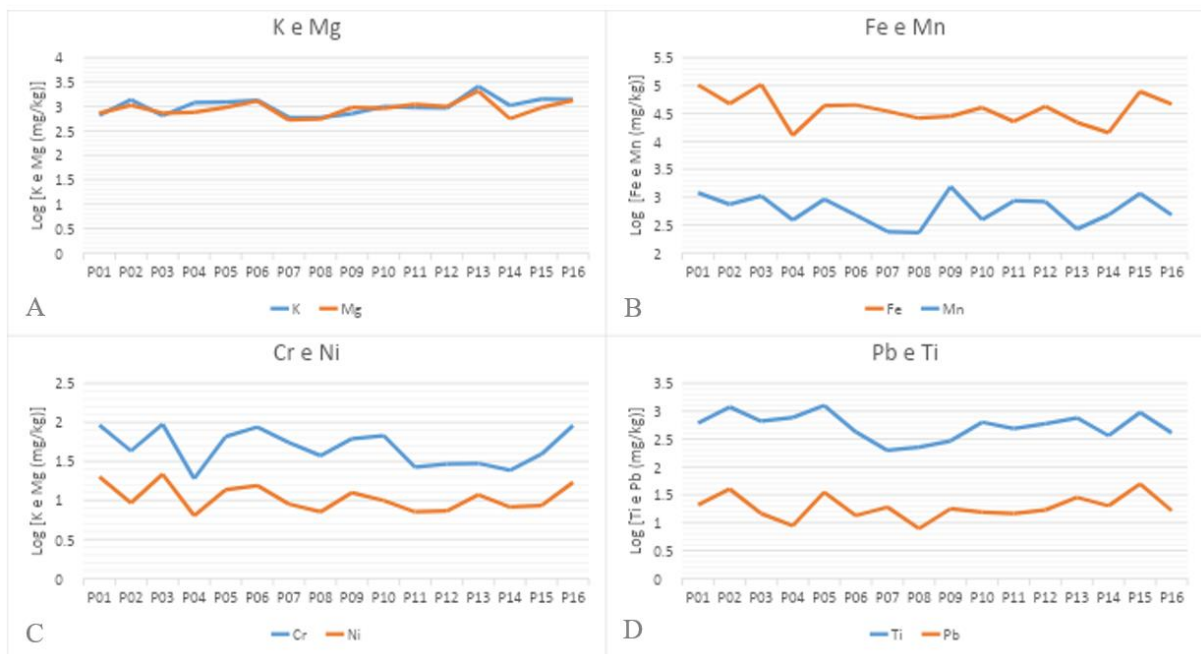 K e Mg
Log [K e Mg (mg/kg)]
4
3.5
3
2.5
2
1.5
1
0.5
0
P01 P02 P03 P04 P05 P06 P07 P08 P09 P10 P11 P12 P13 P14 P15 P16
K Mg
A
Fe e Mn
Log [Fe e Mn (mg/kg)]
5.5
5
4.5
4
3.5
3
2.5
2
P01 P02 P03 P04 P05 P06 P07 P08 P09 P10 P11 P12 P13 P14 P15 P16
Fe Mn
B
Cr e Ni
Log [K e Mg (mg/kg)]
2.5
2
1.5
1
0.5
0
P01 P02 P03 P04 P05 P06 P07 P08 P09 P10 P11 P12 P13 P14 P15 P16
Cr Ni
C
Pb e Ti
Log [Ti e Pb (mg/kg)]
3.5
3
2.5
2
1.5
1
0.5
0
P01 P02 P03 P04 P05 P06 P07 P08 P09 P10 P11 P12 P13 P14 P15 P16
Ti Pb
D